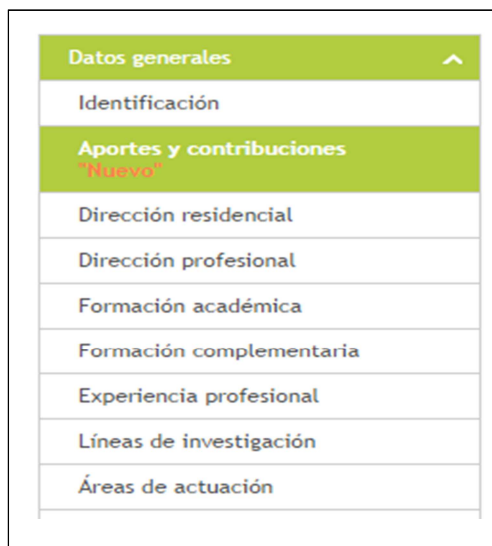 Datos generales
Identificación
Aportes y contribuciones
"Nuevo"
Dirección residencial
Dirección profesional
Formación académica
Formación complementaria
Experiencia profesional
Líneas de investigación
Áreas de actuación